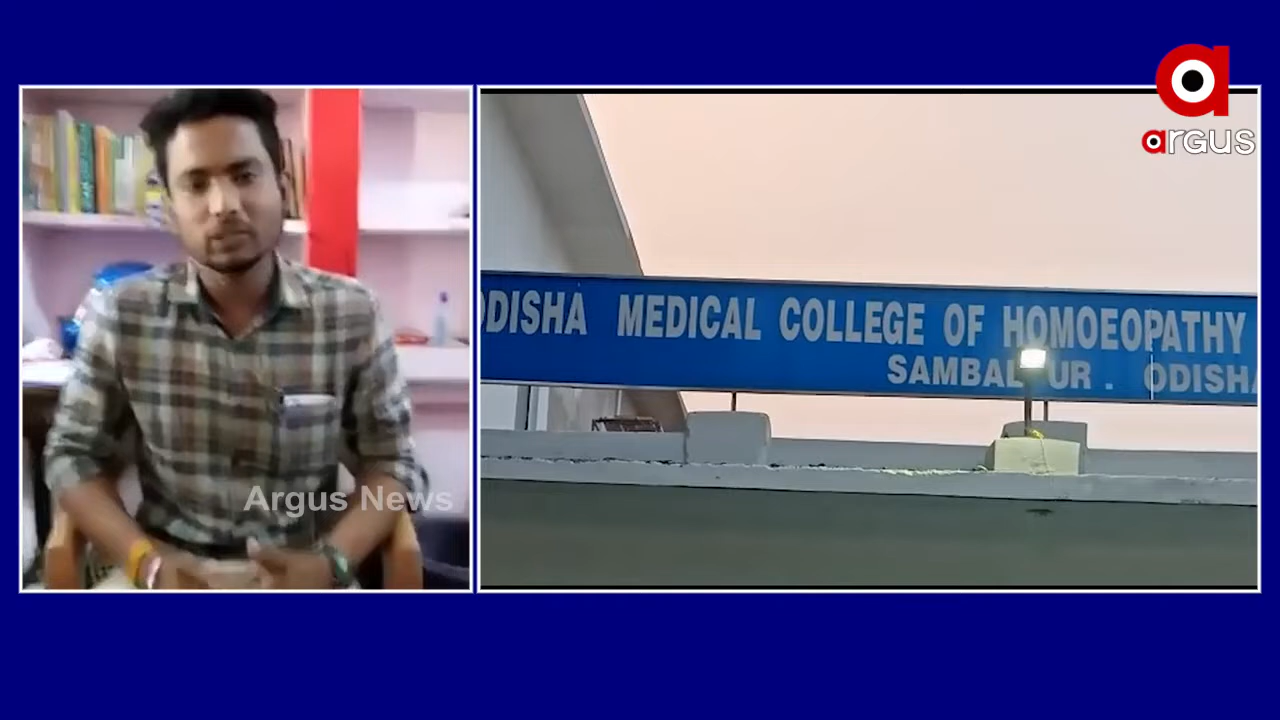 argus
Argus News
ODISHA MEDICAL COLLEGE OF HOMOEOPATHY
SAMBALPUR. ODISHA